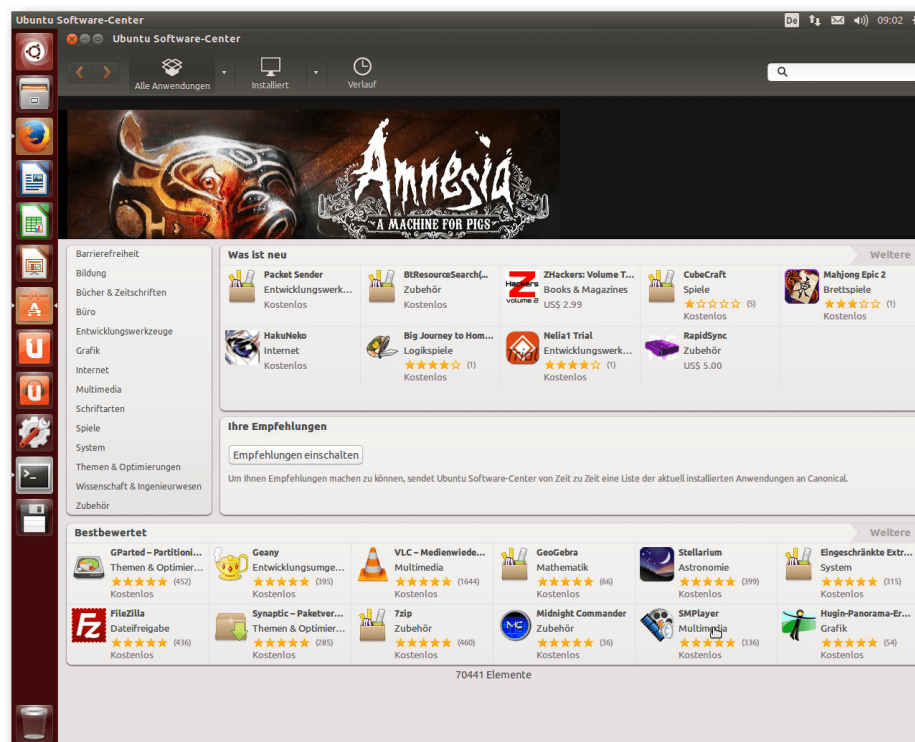 Ubuntu Software-Center
De
09:02
Ubuntu Software-Center
Alle Anwendungen
Installiert
Verlauf
Amnesia
A MACHINE FOR PIGS
Barrierefreiheit
Bildung
Bücher & Zeitschriften
Büro
Entwicklungswerkzeuge
Grafik
Internet
Multimedia
Schriftarten
Spiele
System
Themen & Optimierungen
Wissenschaft & Ingenieurwesen
Zubehör
Was ist neu
Weitere
Packet Sender
Entwicklungswerk...
Kostenlos
BtResourceSearch(...
Zubehör
Kostenlos
Hackers
volume 2
ZHackers: Volume T...
Books & Magazines
US$ 2.99
CubeCraft
Spiele
(5)
Kostenlos
Mahjong Epic 2
Brettspiele
(1)
Kostenlos
HakuNeko
Internet
Kostenlos
Big Journey to Hom...
Logikspiele
(1)
Kostenlos
Trial
Nelia1 Trial
Entwicklungswerk...
(1)
Kostenlos
RapidSync
Zubehör
US$ 5.00
Ihre Empfehlungen
Empfehlungen einschalten
Um Ihnen Empfehlungen machen zu können, sendet Ubuntu Software-Center von Zeit zu Zeit eine Liste der aktuell installierten Anwendungen an Canonical.
Bestbewertet
Weitere
GParted – Partitioni...
Themen & Optimier...
(452)
Kostenlos
Geany
Entwicklungsumge...
(395)
Kostenlos
VLC – Medienwiede...
Multimedia
(1644)
Kostenlos
GeoGebra
Mathematik
(66)
Kostenlos
Stellarium
Astronomie
(399)
Kostenlos
Eingeschränkte Extr...
System
(315)
Kostenlos
Fz
FileZilla
Dateifreigabe
(436)
Kostenlos
Synaptic – Paketver...
Themen & Optimier...
(285)
Kostenlos
7zip
Zubehör
(460)
Kostenlos
MC
Midnight Commander
Zubehör
(36)
Kostenlos
SMPlayer
Multimedia
(336)
Kostenlos
Hugin-Panorama-Er...
Grafik
(54)
Kostenlos
70441 Elemente